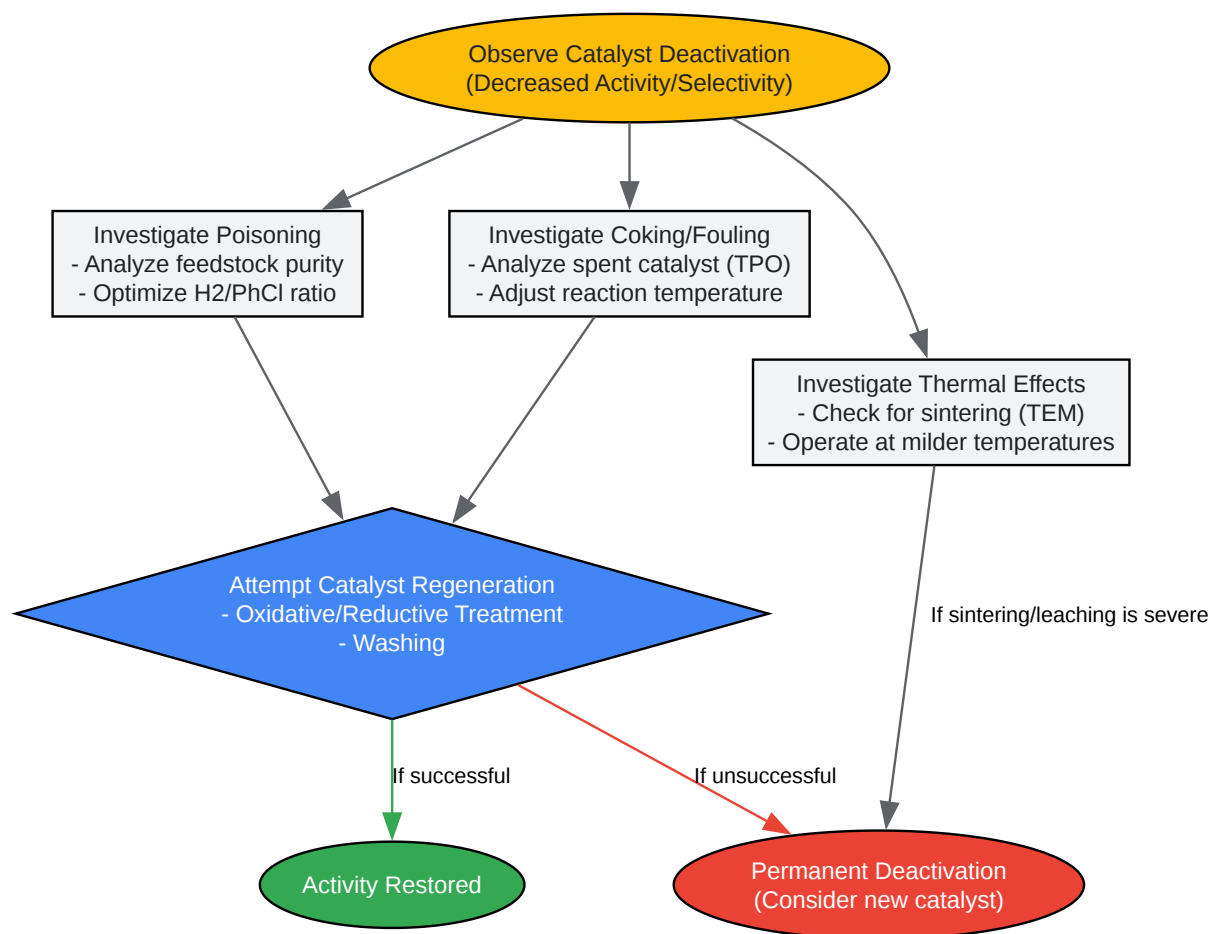 Observe Catalyst Deactivation
(Decreased Activity/Selectivity)
Investigate Poisoning
- Analyze feedstock purity
- Optimize H2/PhCl ratio
Investigate Coking/Fouling
- Analyze spent catalyst (TPO)
- Adjust reaction temperature
Investigate Thermal Effects
- Check for sintering (TEM)
- Operate at milder temperatures
Attempt Catalyst Regeneration
- Oxidative/Reductive Treatment
- Washing
If sintering/leaching is severe
If successful
If unsuccessful
Activity Restored
Permanent Deactivation
(Consider new catalyst)